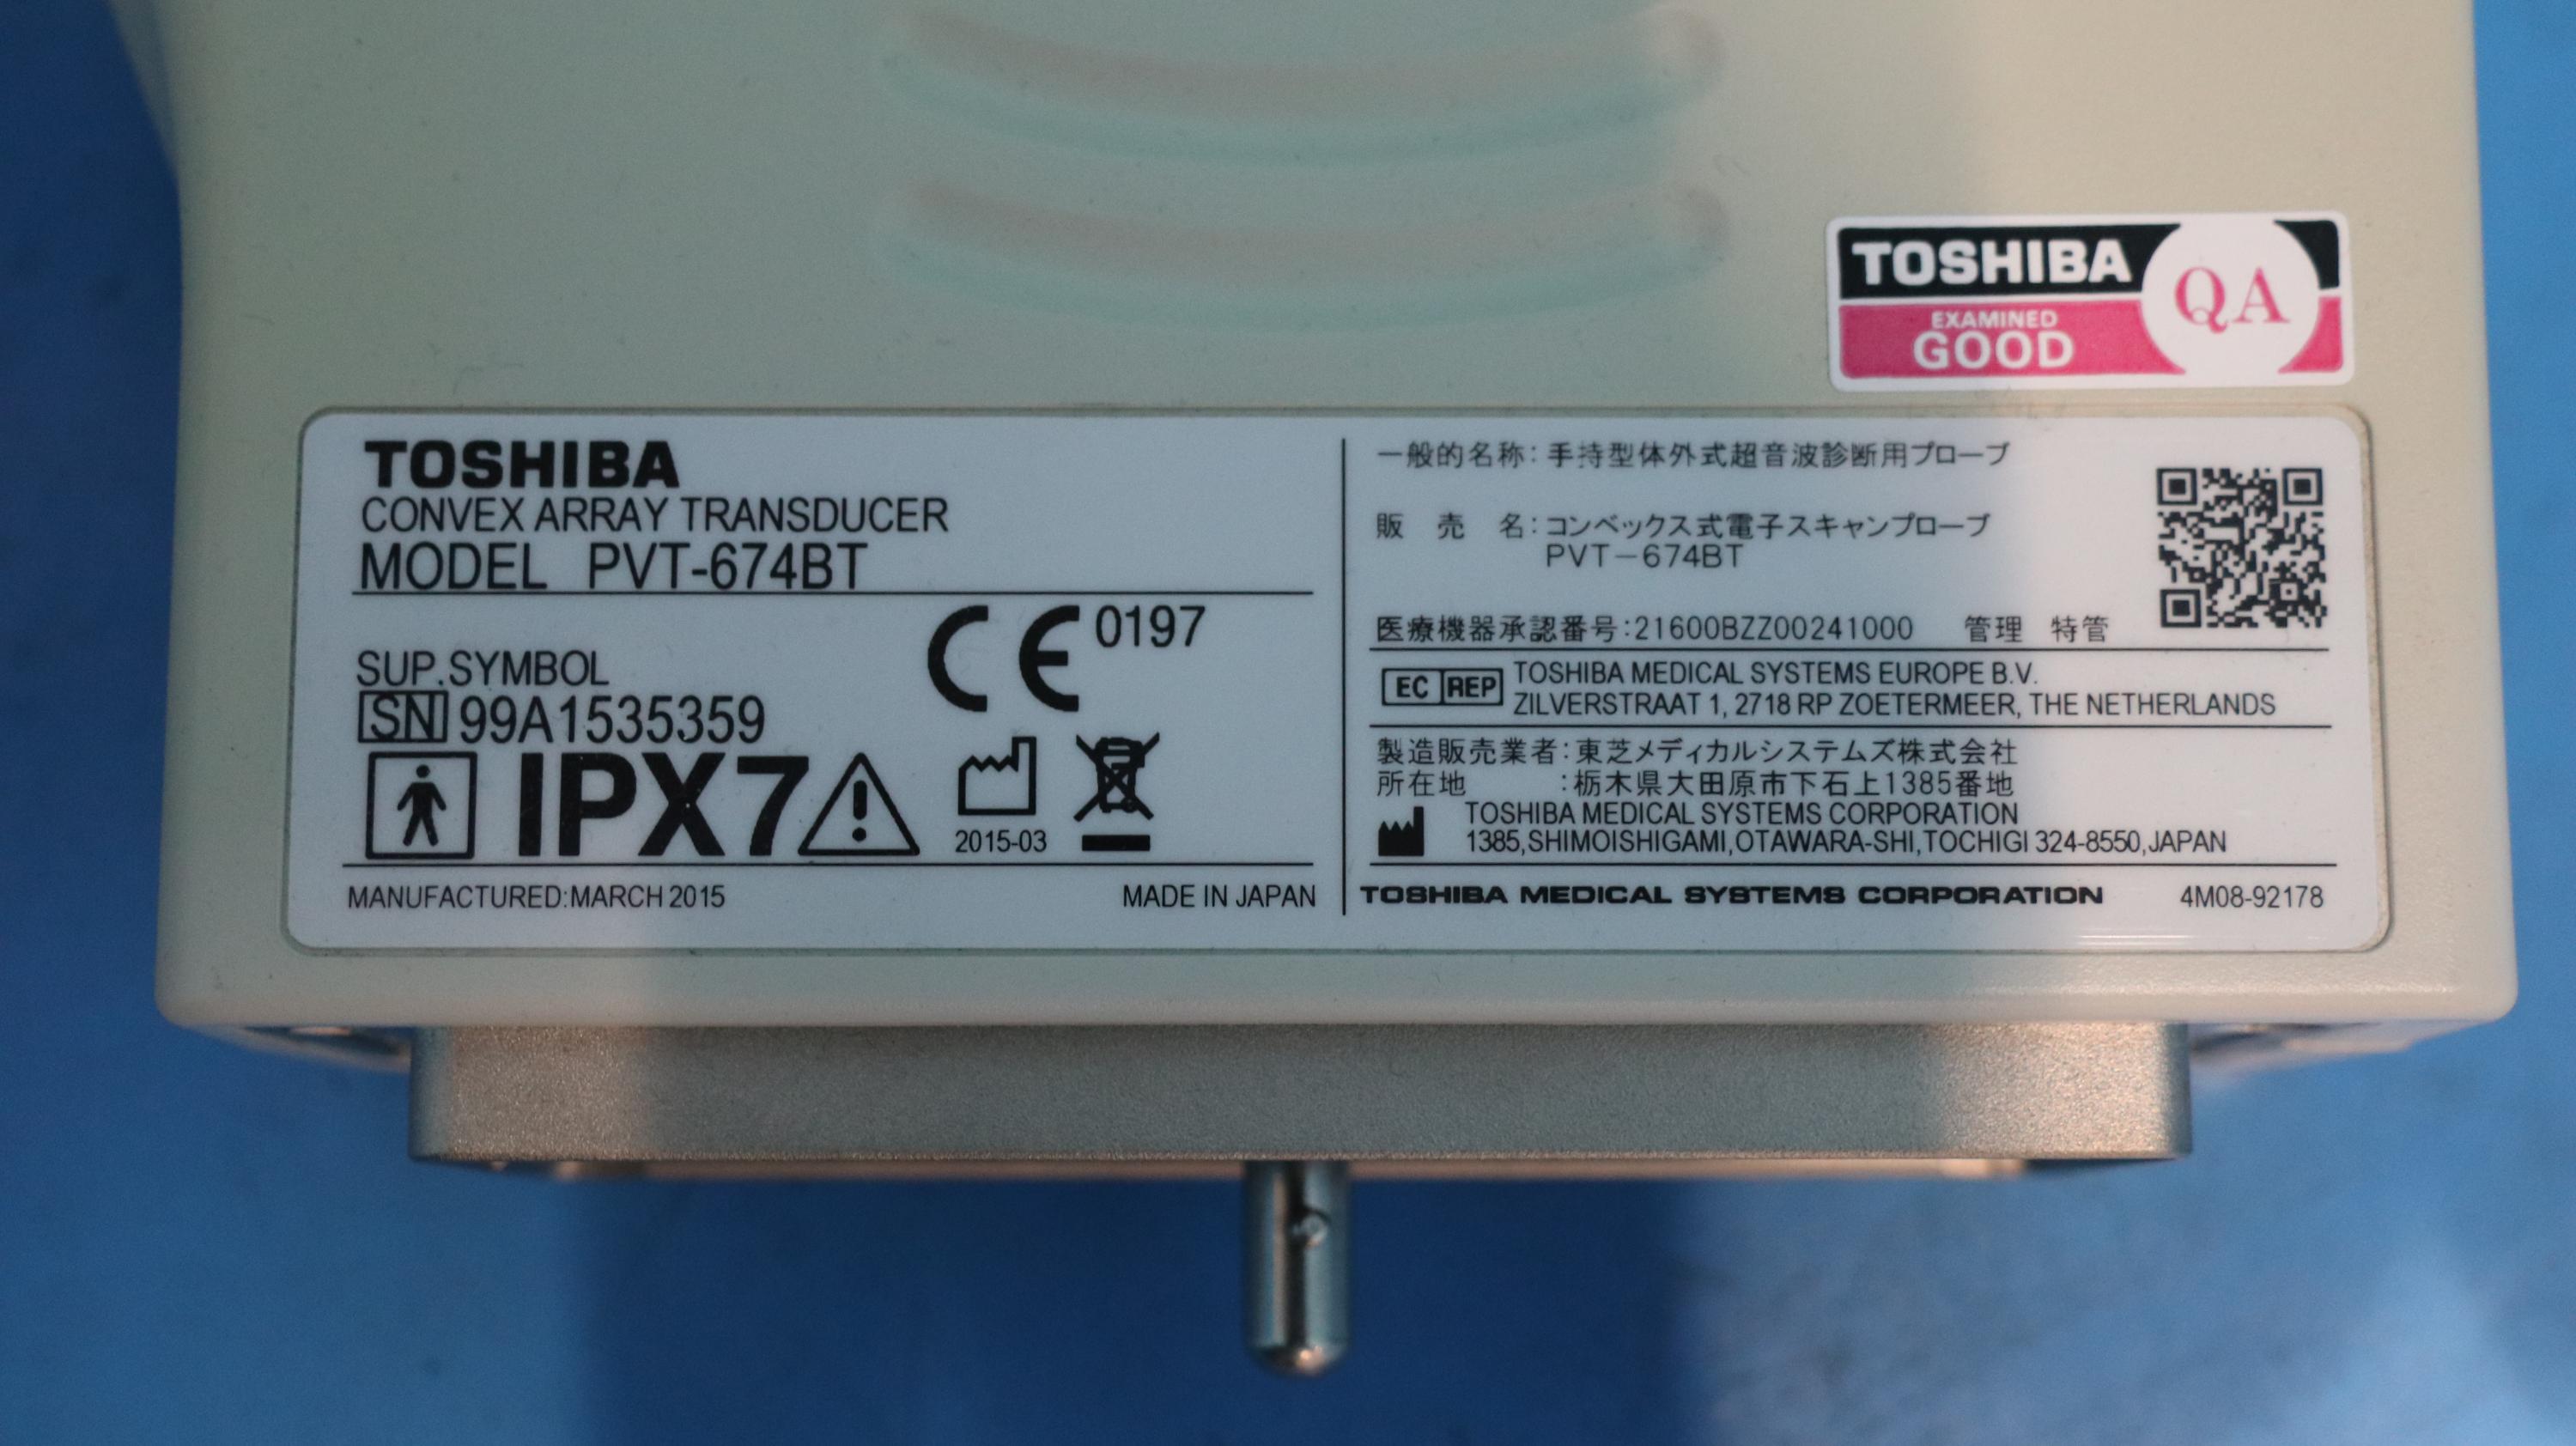 TOSHIBA
QA
EXAMINED
GOOD
TOSHIBA
CONVEX ARRAY TRANSDUCER
MODEL PVT-674BT
CE 0197
SUP.SYMBOL
SN 99A1535359
IPX7
2015-03
MANUFACTURED:MARCH 2015
MADE IN JAPAN
一般的名称:手持型体外式超音波診断用プローブ
販 売 名:コンベックス式電子スキャンプローブ
PVT-674BT
医療機器承認番号:21600BZZ00241000 管理 特管
EC REP TOSHIBA MEDICAL SYSTEMS EUROPE B.V.
ZILVERSTRAAT 1, 2718 RP ZOETERMEER, THE NETHERLANDS
製造販売業者:東芝メディカルシステムズ株式会社
所在地 :栃木県大田原市下石上1385番地
TOSHIBA MEDICAL SYSTEMS CORPORATION
1385,SHIMOISHIGAMI,OTAWARA-SHI,TOCHIGI 324-8550,JAPAN
TOSHIBA MEDICAL SYSTEMS CORPORATION 4M08-92178